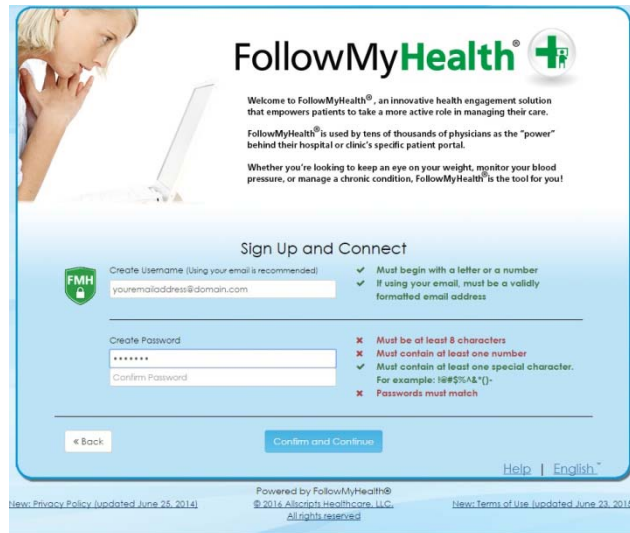 FollowMyHealth®
Welcome to FollowMyHealth®, an innovative health engagement solution
that empowers patients to take a more active role in managing their care.
FollowMyHealth® is used by tens of thousands of physicians as the "power"
behind their hospital or clinic's specific patient portal.
Whether you're looking to keep an eye on your weight, monitor your blood
pressure, or manage a chronic condition, FollowMyHealth® is the tool for you!
Sign Up and Connect
FMH
Create Username (Using your email is recommended)
youremailaddress@domain.com
✔ Must begin with a letter or a number
✔ If using your email, must be a validly
formatted email address
Create Password
•••••••
Confirm Password
✖ Must be at least 8 characters
✖ Must contain at least one number
✔ Must contain at least one special character.
For example: !@#$%^&*()-
✖ Passwords must match
« Back
Confirm and Continue
Help | English
Powered by FollowMyHealth®
New: Privacy Policy (updated June 25, 2014)
© 2016 Allscripts Healthcare, LLC.
All rights reserved
New: Terms of Use (updated June 23, 2015